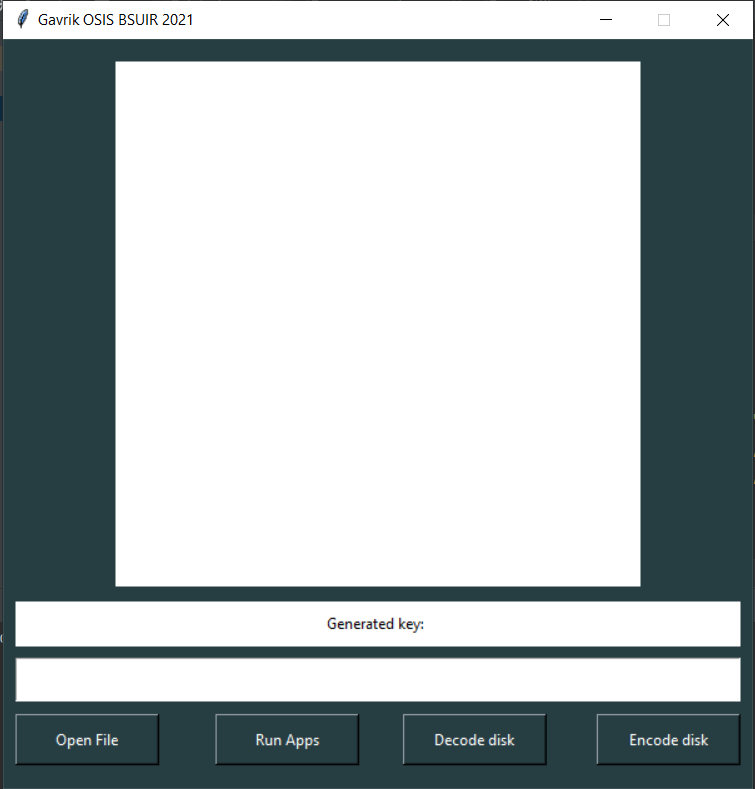 Gavrik OSIS BSUIR 2021
Generated key:
Open File
Run Apps
Decode disk
Encode disk